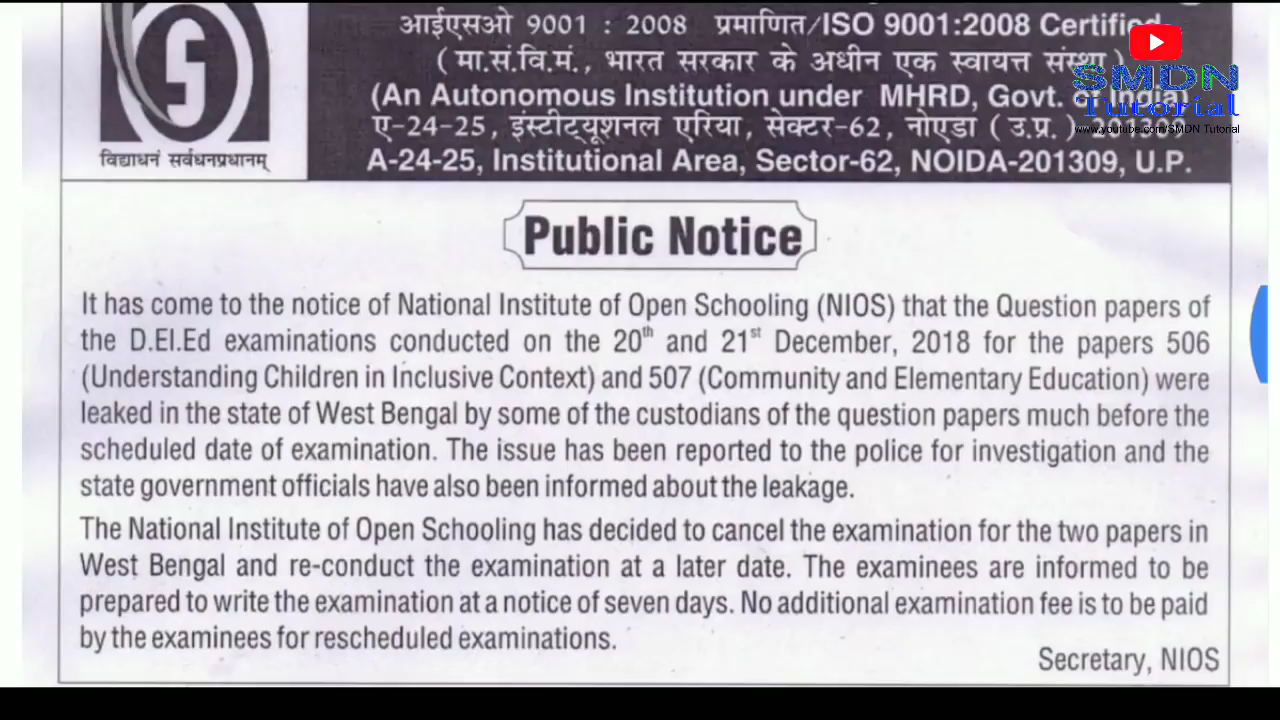 आईएसओ 9001 : 2008 प्रमाणित/ISO 9001:2008 Certified
(मा.सं.वि.मं., भारत सरकार के अधीन एक स्वायत्त संस्था)
SMDN
(An Autonomous Institution under MHRD, Govt.
Tutorial
ए-24-25, इंस्टीट्यूशनल एरिया, सेक्टर-62, नोएडा (उ.प्र.)
www.youtube.com/SMDN Tutorial
विद्याधनं सर्वधनप्रधानम्
A-24-25, Institutional Area, Sector-62, NOIDA-201309, U.P.
Public Notice
It has come to the notice of National Institute of Open Schooling (NIOS) that the Question papers of
the D.El.Ed examinations conducted on the 20th and 21st December, 2018 for the papers 506
(Understanding Children in Inclusive Context) and 507 (Community and Elementary Education) were
leaked in the state of West Bengal by some of the custodians of the question papers much before the
scheduled date of examination. The issue has been reported to the police for investigation and the
state government officials have also been informed about the leakage.
The National Institute of Open Schooling has decided to cancel the examination for the two papers in
West Bengal and re-conduct the examination at a later date. The examinees are informed to be
prepared to write the examination at a notice of seven days. No additional examination fee is to be paid
by the examinees for rescheduled examinations.
Secretary, NIOS